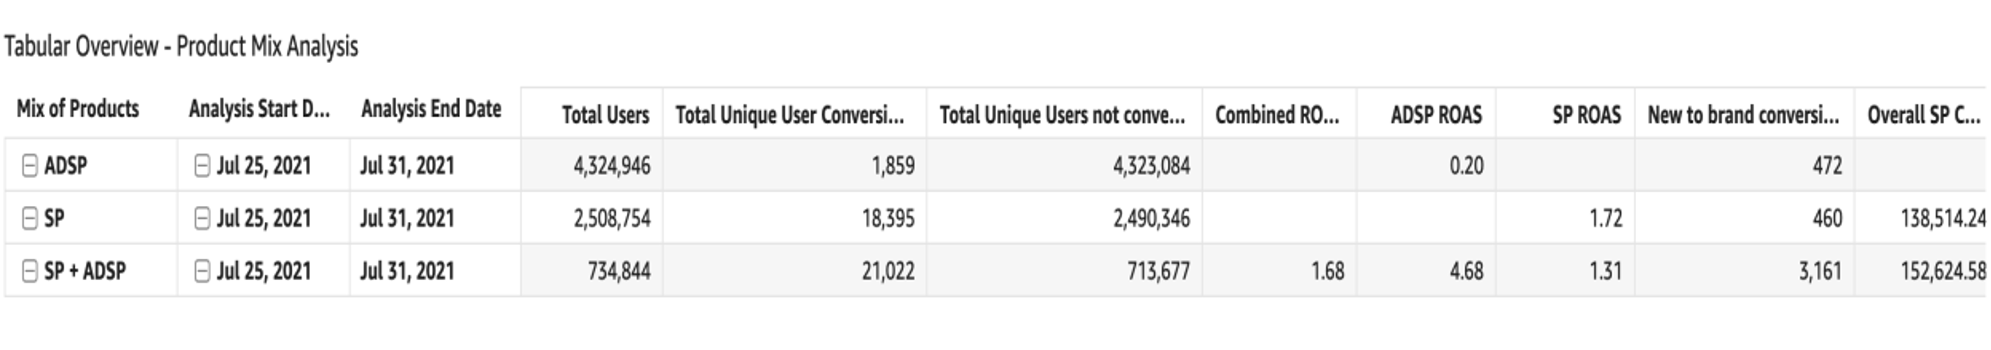 Tabular Overview - Product Mix Analysis
Mix of Products Analysis Start D... Analysis End Date Total Users Total Unique User Conversi... Total Unique Users not conve... Combined RO... ADSP ROAS SP ROAS New to brand conversi... Overall SP C...
ADSP Jul 25, 2021 Jul 31, 2021 4,324,946 1,859 4,323,084 0.20 472
SP Jul 25, 2021 Jul 31, 2021 2,508,754 18,395 2,490,346 1.72 460 138,514.24
SP + ADSP Jul 25, 2021 Jul 31, 2021 734,844 21,022 713,677 1.68 4.68 1.31 3,161 152,624.58